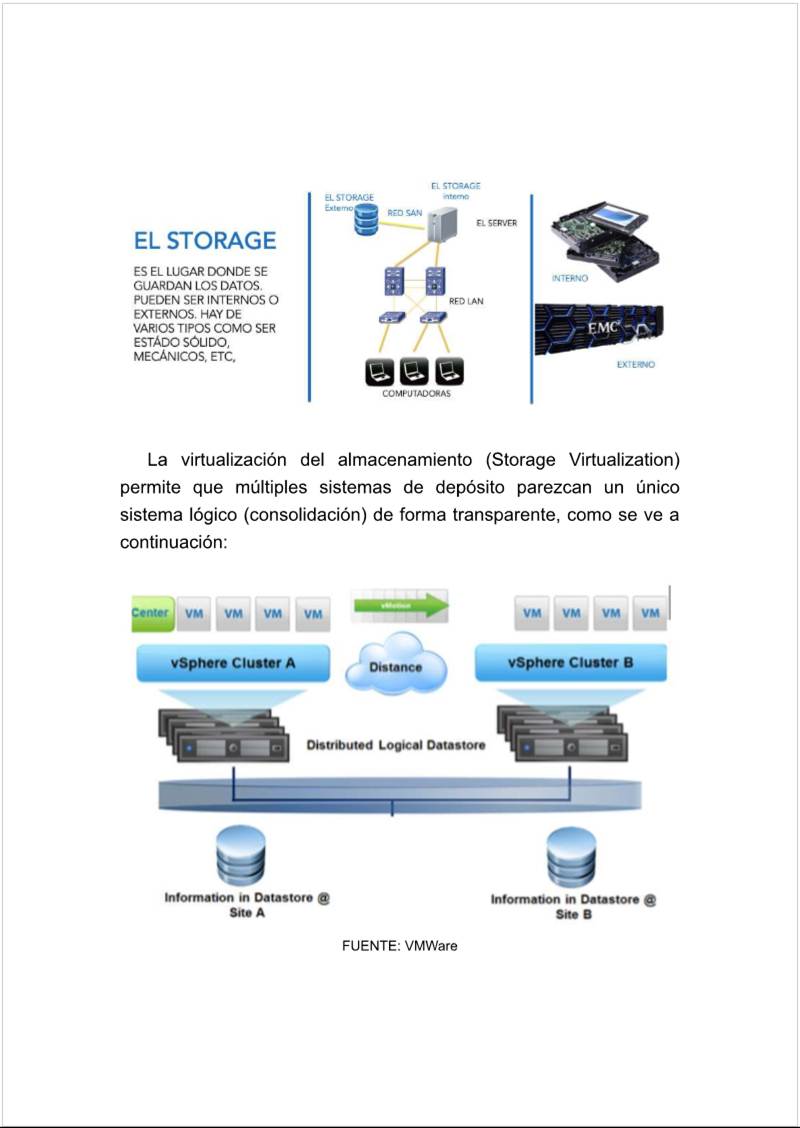 EL STORAGE
ES EL LUGAR DONDE SE
GUARDAN LOS DATOS.
PUEDEN SER INTERNOS O
EXTERNOS. HAY DE
VARIOS TIPOS COMO SER
ESTÁDO SÓLIDO,
MECÁNICOS, ETC,
EL STORAGE
Externo
RED SAN
EL STORAGE
interno
EL SERVER
RED LAN
COMPUTADORAS
INTERNO
EMC²
EXTERNO
La virtualización del almacenamiento (Storage Virtualization)
permite que múltiples sistemas de depósito parezcan un único
sistema lógico (consolidación) de forma transparente, como se ve a
continuación:
Center VM VM VM VM
vMotion
VM VM VM VM
vSphere Cluster A
Distance
vSphere Cluster B
Distributed Logical Datastore
Information in Datastore @
Site A
Information in Datastore @
Site B
FUENTE: VMWare